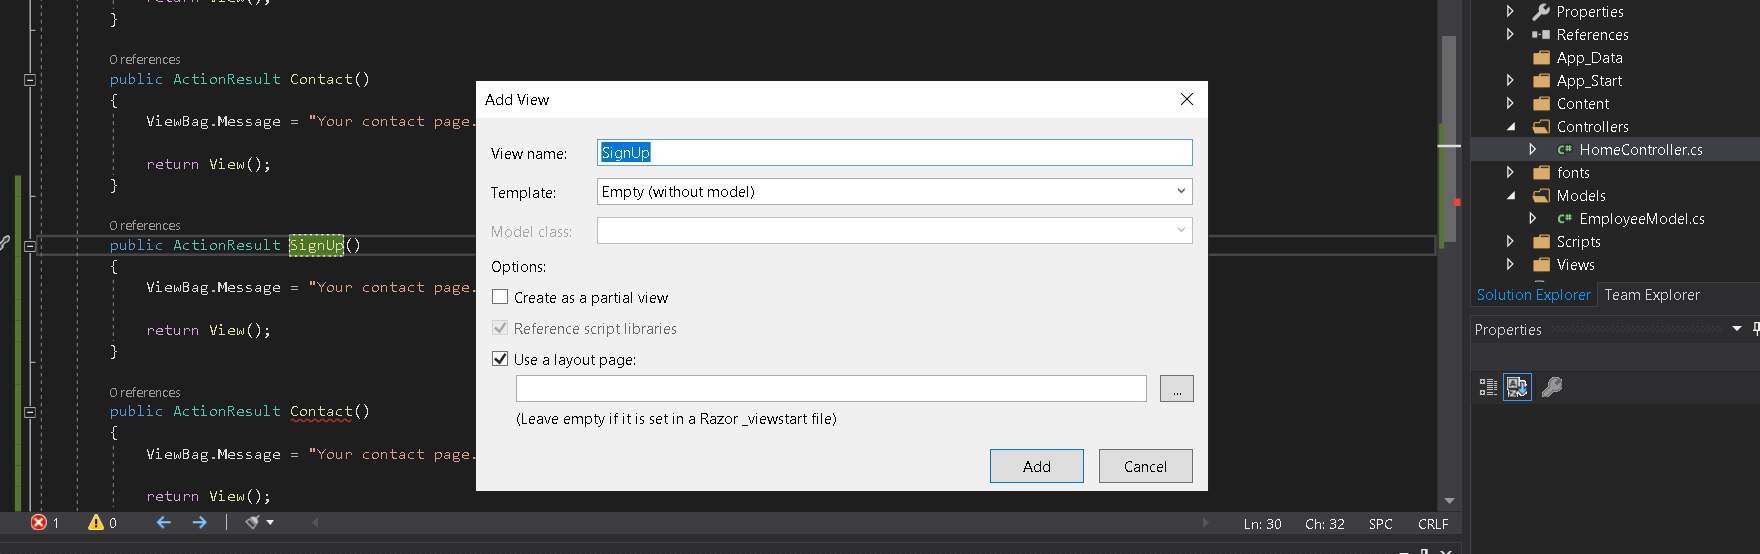 return View();
}
0 references
public ActionResult Contact()
{
ViewBag.Message = "Your contact page.
return View();
}
0 references
public ActionResult SignUp()
{
ViewBag.Message = "Your contact page.
return View();
}
0 references
public ActionResult Contact()
{
ViewBag.Message = "Your contact page.
return View();
Add View
View name:
SignUp
Template:
Empty (without model)
Model class:
Options:
Create as a partial view
Reference script libraries
Use a layout page:
...
(Leave empty if it is set in a Razor _viewstart file)
Add
Cancel
Properties
References
App_Data
App_Start
Content
Controllers
C# HomeController.cs
fonts
Models
C# EmployeeModel.cs
Scripts
Views
Solution Explorer
Team Explorer
Properties
1
0
Ln: 30
Ch: 32
SPC
CRLF